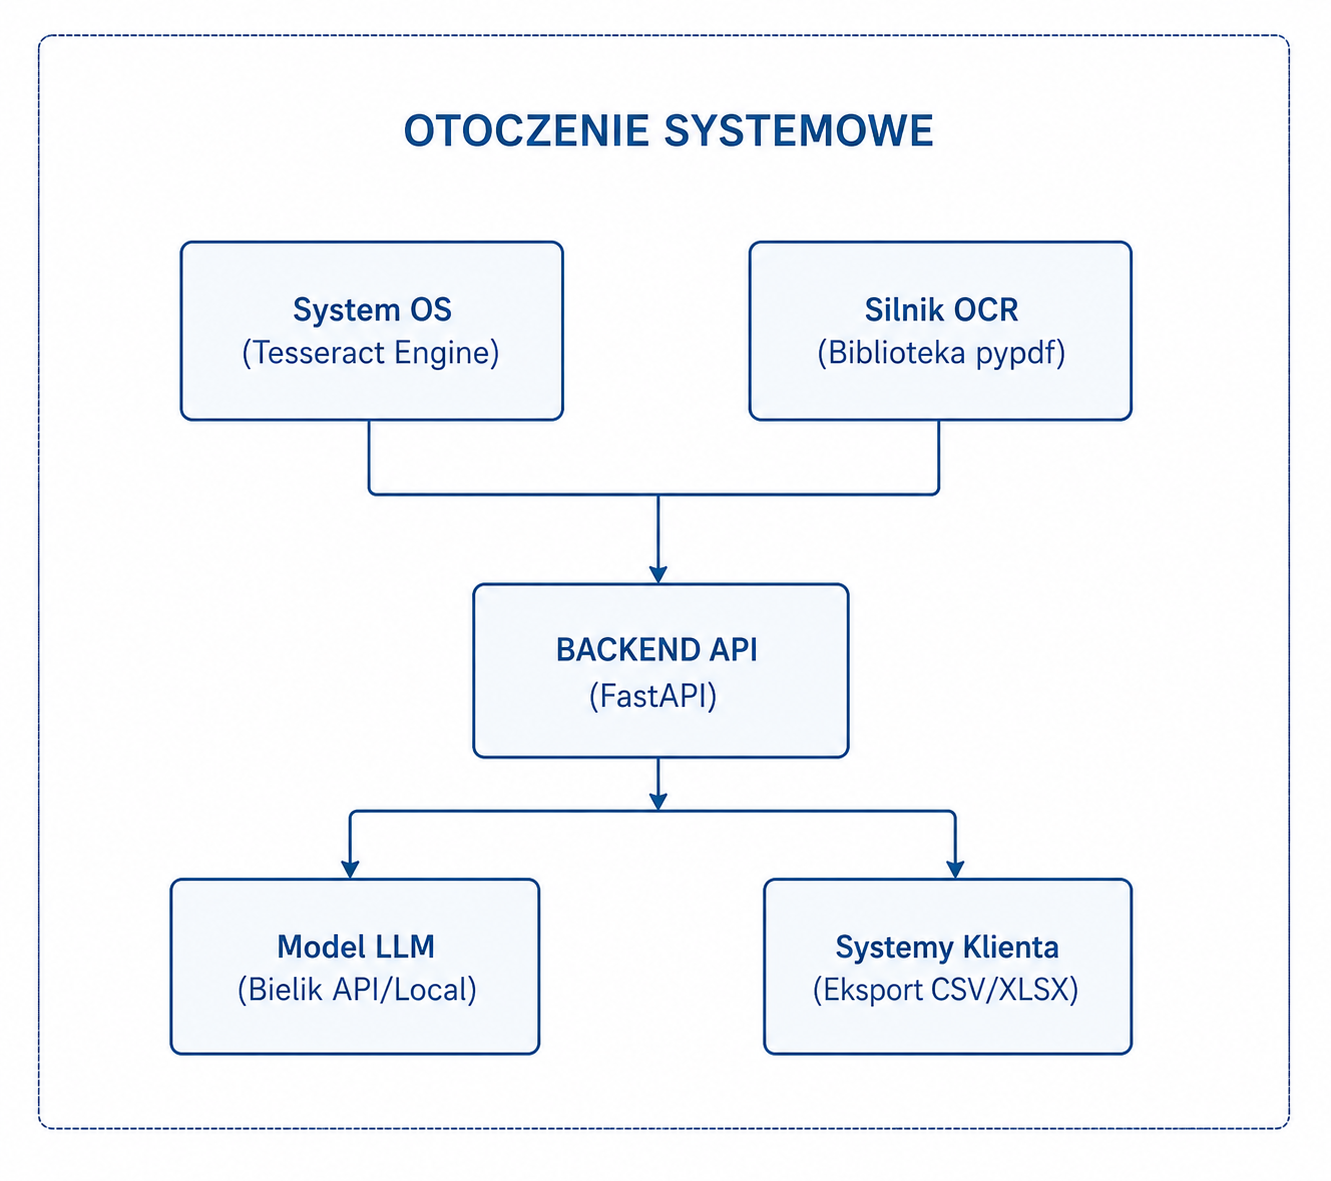 OTOCZENIE SYSTEMOWE
System OS
(Tesseract Engine)
Silnik OCR
(Biblioteka pypdf)
BACKEND API
(FastAPI)
Model LLM
(Bielik API/Local)
Systemy Klienta
(Eksport CSV/XLSX)